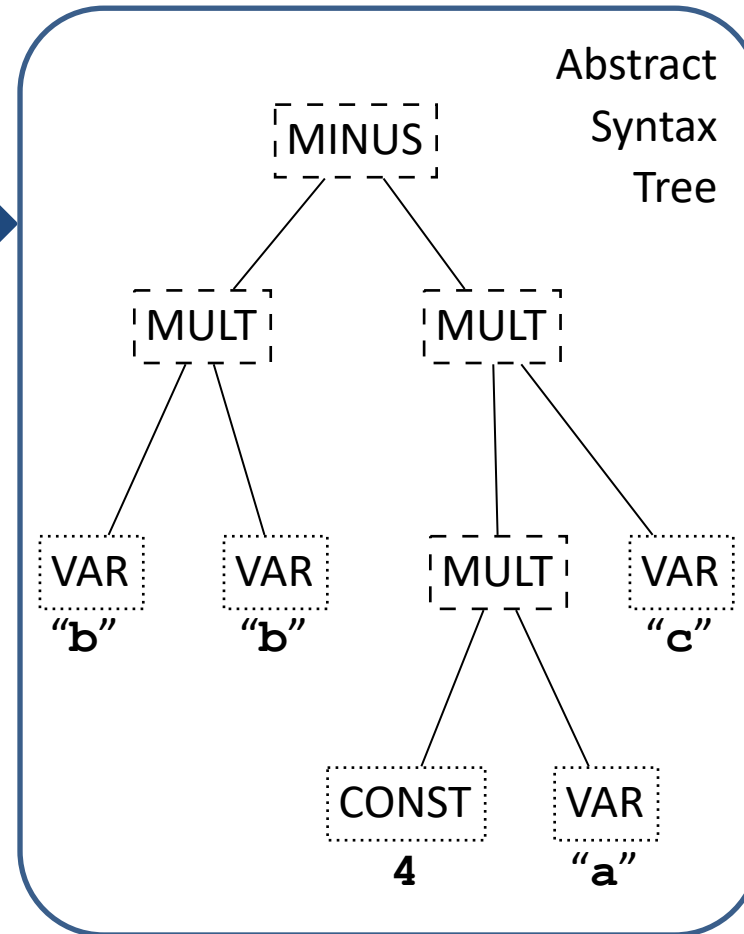 Abstract
Syntax
Tree
MINUS
MULT MULT
VAR VAR MULT VAR
“b” “b” “c”
CONST VAR
4 “a”